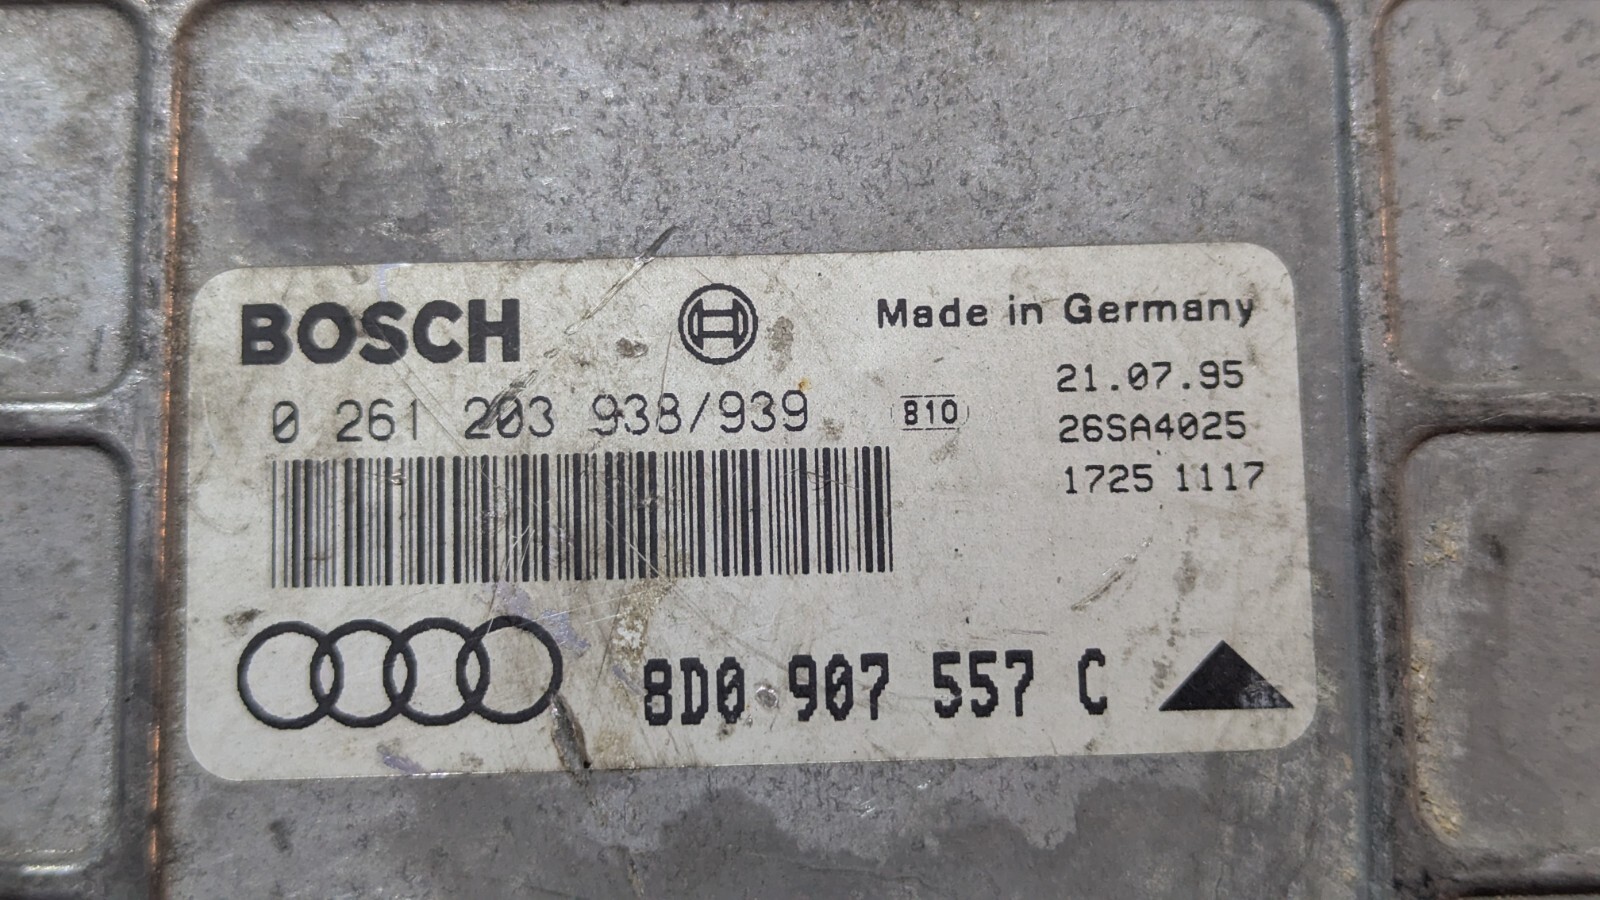 BOSCH
Made in Germany
0 261 203 938/939
810
21.07.95
26SA4025
1725 1117
8D0 907 557 C